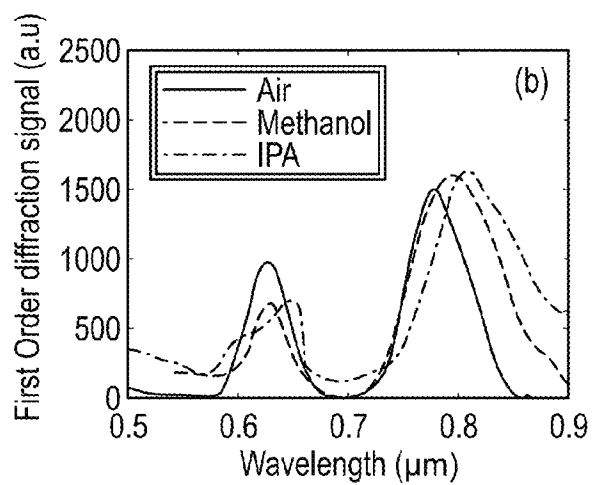 First Order diffraction signal (a.u)
2500
2000
1500
1000
500
0
Air
Methanol
IPA
(b)
0.5 0.6 0.7 0.8 0.9
Wavelength (μm)